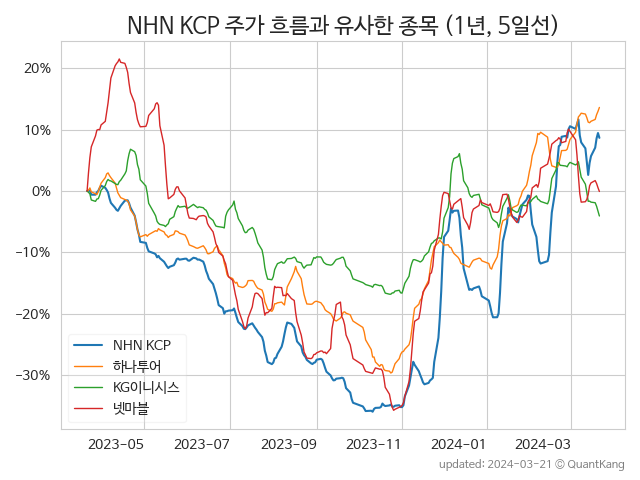 NHN KCP 주가 흐름과 유사한 종목 (1년, 5일선)
20%
10%
0%
−10%
−20%
−30%
NHN KCP
하나투어
KG이니시스
넷마블
2023-05 2023-07 2023-09 2023-11 2024-01 2024-03
updated: 2024-03-21 © QuantKang